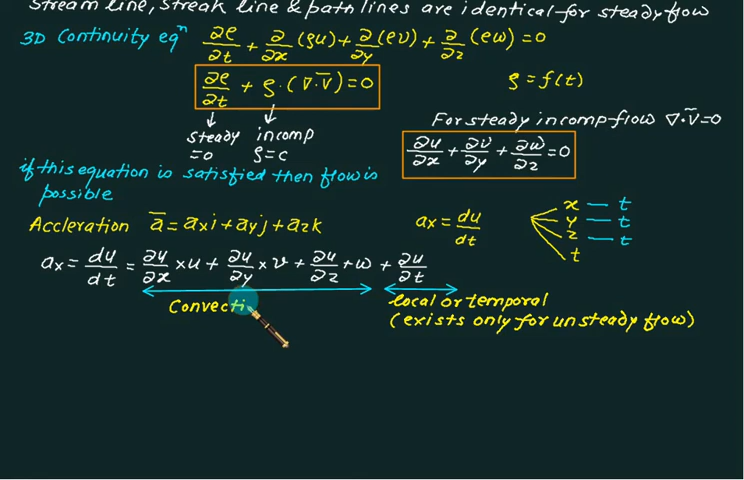 Stream line, Streak line & path lines are identical for steady flow
3D Continuity eqⁿ ∂ρ/∂t + ∂/∂x (ρu) + ∂/∂y (ρv) + ∂/∂z (ρw) = 0
∂ρ/∂t + ρ·(∇·V̅) = 0
ρ = f(t)
steady =0
incomp ρ=c
For steady incomp flow ∇·V̅=0
∂u/∂x + ∂v/∂y + ∂w/∂z = 0
if this equation is satisfied then flow is
possible
Accleration a̅ = axi + ayj + azk
ax = du/dt
x — t
y — t
z — t
t
ax = du/dt = ∂u/∂x × u + ∂u/∂y × v + ∂u/∂z + w + ∂u/∂t
Convecti
local or temporal
(exists only for unsteady flow)